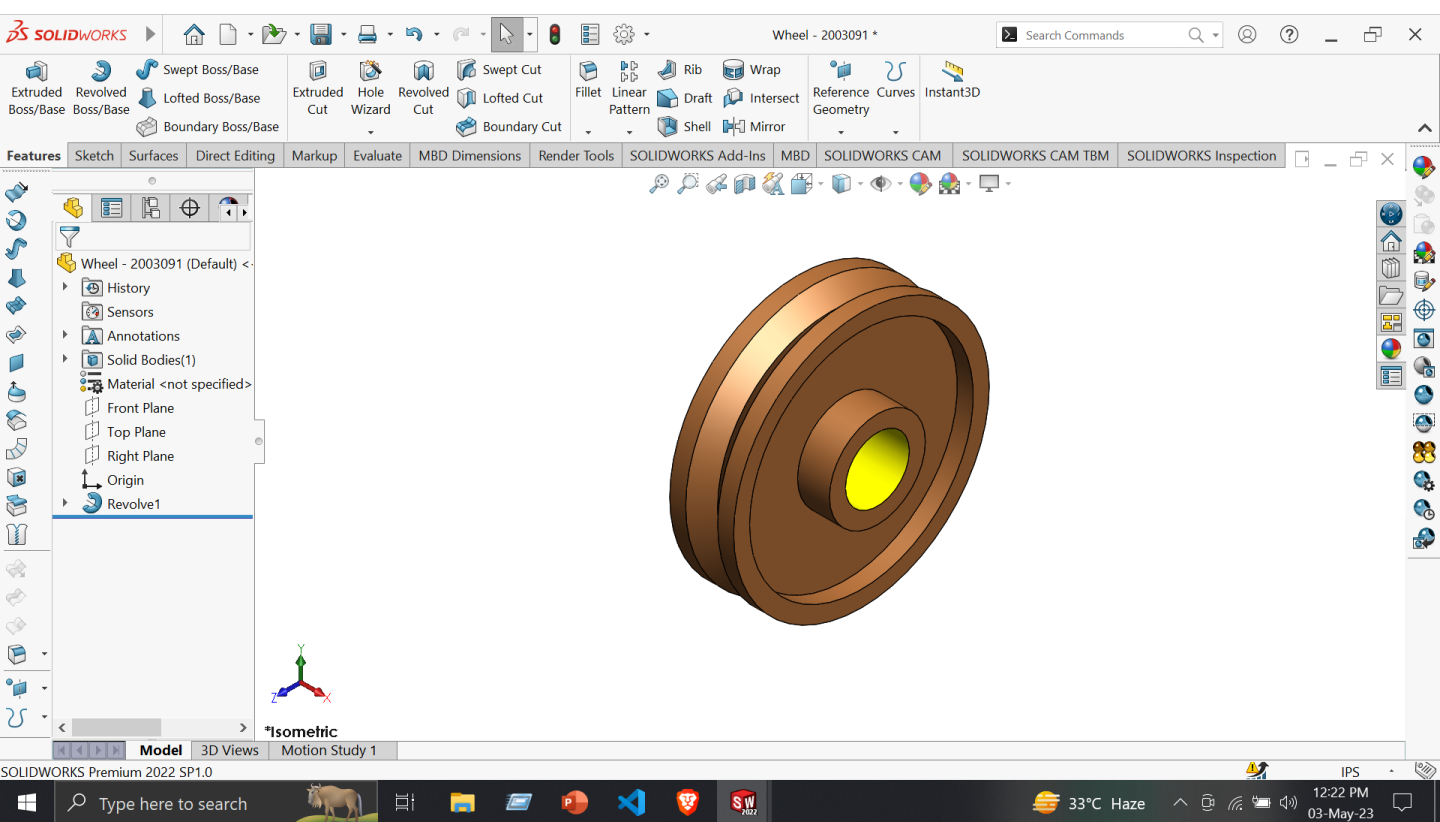 SOLIDWORKS
Wheel - 2003091 *
Search Commands
Extruded Boss/Base
Revolved Boss/Base
Swept Boss/Base
Lofted Boss/Base
Boundary Boss/Base
Extruded Cut
Hole Wizard
Revolved Cut
Swept Cut
Lofted Cut
Boundary Cut
Fillet
Linear Pattern
Rib
Draft
Shell
Wrap
Intersect
Mirror
Reference Geometry
Curves
Instant3D
Features Sketch Surfaces Direct Editing Markup Evaluate MBD Dimensions Render Tools SOLIDWORKS Add-Ins MBD SOLIDWORKS CAM SOLIDWORKS CAM TBM SOLIDWORKS Inspection
Wheel - 2003091 (Default) <
History
Sensors
Annotations
Solid Bodies(1)
Material <not specified>
Front Plane
Top Plane
Right Plane
Origin
Revolve1
Y
Z
X
*Isometric
Model 3D Views Motion Study 1
SOLIDWORKS Premium 2022 SP1.0
IPS
Type here to search
SW
2022
33°C Haze
12:22 PM
03-May-23